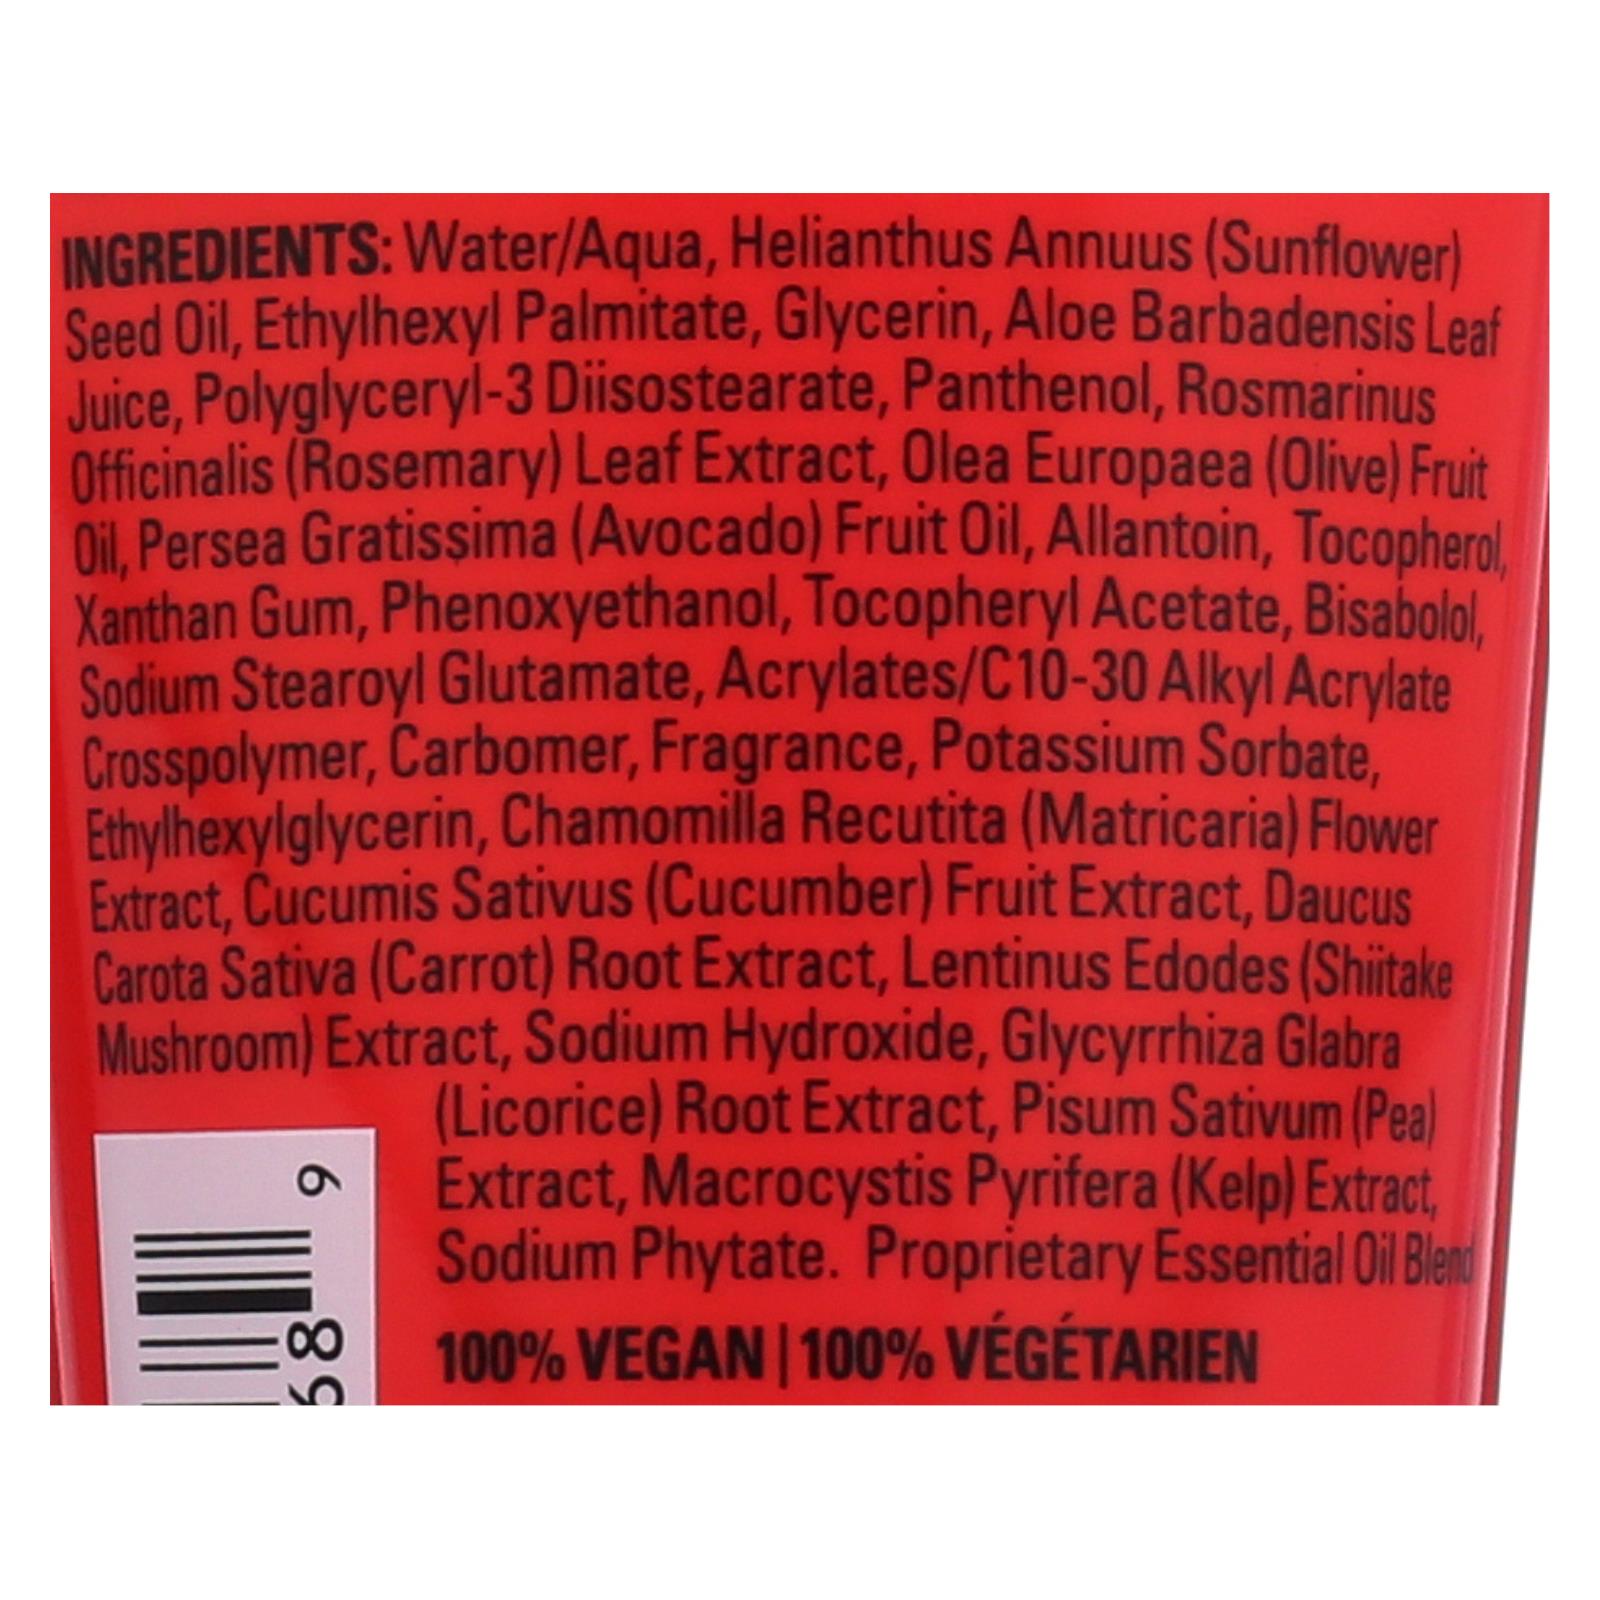 INGREDIENTS: Water/Aqua, Helianthus Annuus (Sunflower)
Seed Oil, Ethylhexyl Palmitate, Glycerin, Aloe Barbadensis Leaf
Juice, Polyglyceryl-3 Diisostearate, Panthenol, Rosmarinus
Officinalis (Rosemary) Leaf Extract, Olea Europaea (Olive) Fruit
Oil, Persea Gratissima (Avocado) Fruit Oil, Allantoin, Tocopherol,
Xanthan Gum, Phenoxyethanol, Tocopheryl Acetate, Bisabolol,
Sodium Stearoyl Glutamate, Acrylates/C10-30 Alkyl Acrylate
Crosspolymer, Carbomer, Fragrance, Potassium Sorbate,
Ethylhexylglycerin, Chamomilla Recutita (Matricaria) Flower
Extract, Cucumis Sativus (Cucumber) Fruit Extract, Daucus
Carota Sativa (Carrot) Root Extract, Lentinus Edodes (Shiitake
Mushroom) Extract, Sodium Hydroxide, Glycyrrhiza Glabra
(Licorice) Root Extract, Pisum Sativum (Pea)
Extract, Macrocystis Pyrifera (Kelp) Extract,
Sodium Phytate. Proprietary Essential Oil Blend
100% VEGAN | 100% VÉGÉTARIEN
9
8